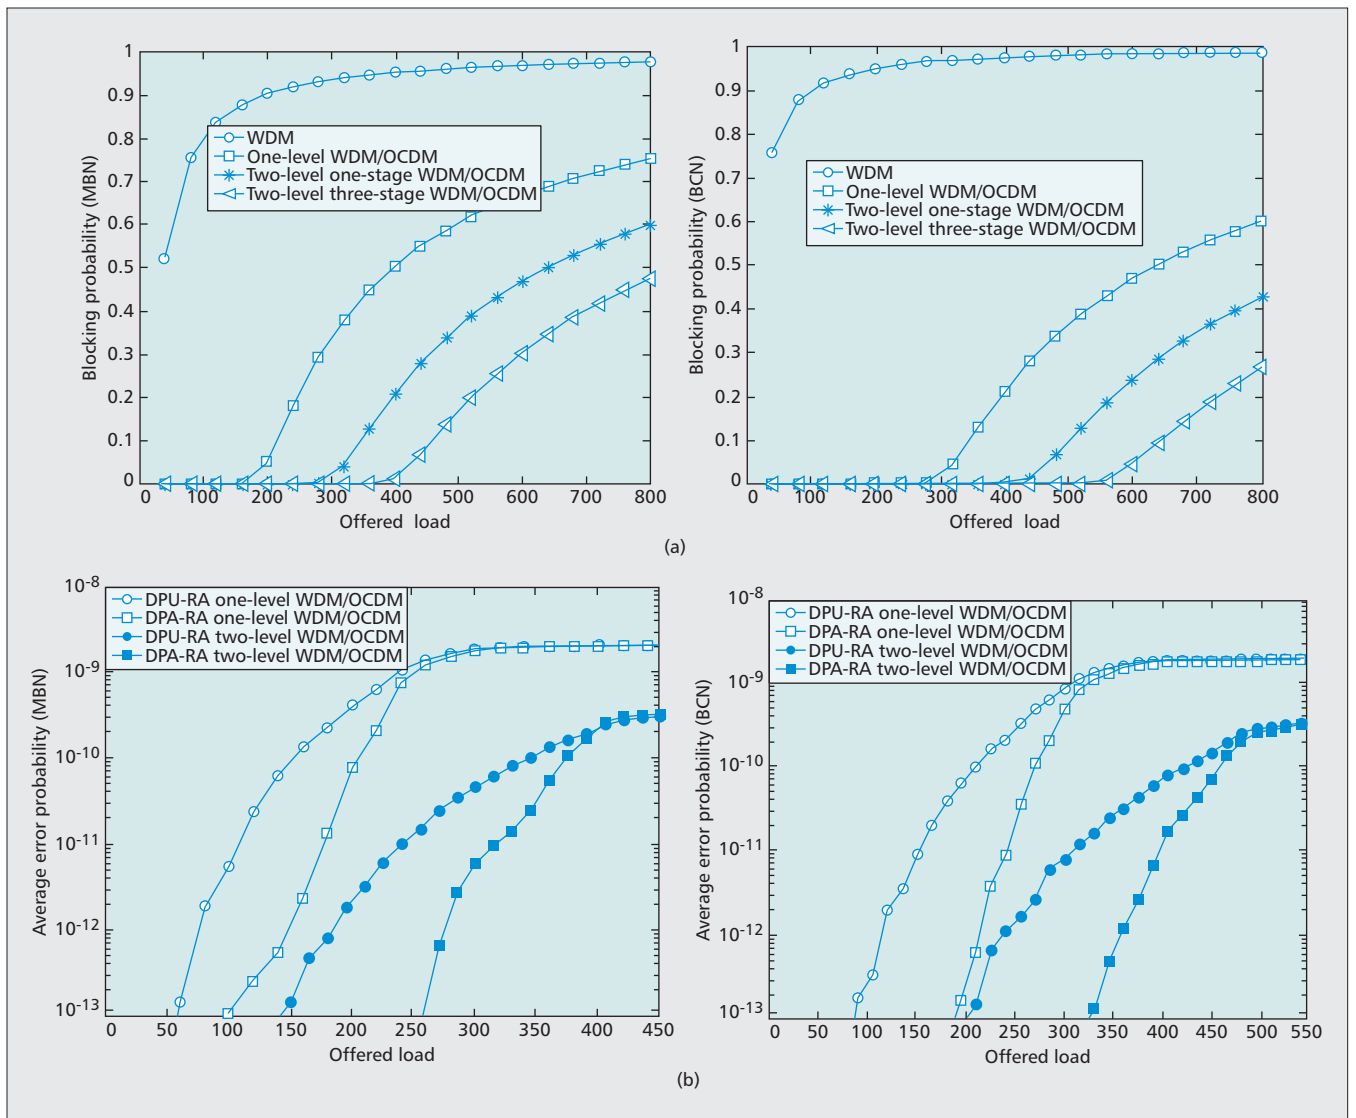 1
0.9
0.8
0.7
0.6
0.5
0.4
0.3
0.2
0.1
0
Blocking probability (MBN)
WDM
One-level WDM/OCDM
Two-level one-stage WDM/OCDM
Two-level three-stage WDM/OCDM
0 100 200 300 400 500 600 700 800
Offered load
1
0.9
0.8
0.7
0.6
0.5
0.4
0.3
0.2
0.1
0
Blocking probability (BCN)
WDM
One-level WDM/OCDM
Two-level one-stage WDM/OCDM
Two-level three-stage WDM/OCDM
0 100 200 300 400 500 600 700 800
Offered load
(a)
10-8
10-9
10-10
10-11
10-12
10-13
Average error probability (MBN)
DPU-RA one-level WDM/OCDM
DPA-RA one-level WDM/OCDM
DPU-RA two-level WDM/OCDM
DPA-RA two-level WDM/OCDM
0 50 100 150 200 250 300 350 400 450
Offered load
10-8
10-9
10-10
10-11
10-12
10-13
Average error probability (BCN)
DPU-RA one-level WDM/OCDM
DPA-RA one-level WDM/OCDM
DPU-RA two-level WDM/OCDM
DPA-RA two-level WDM/OCDM
0 50 100 150 200 250 300 350 400 450 500 550
Offered load
(b)